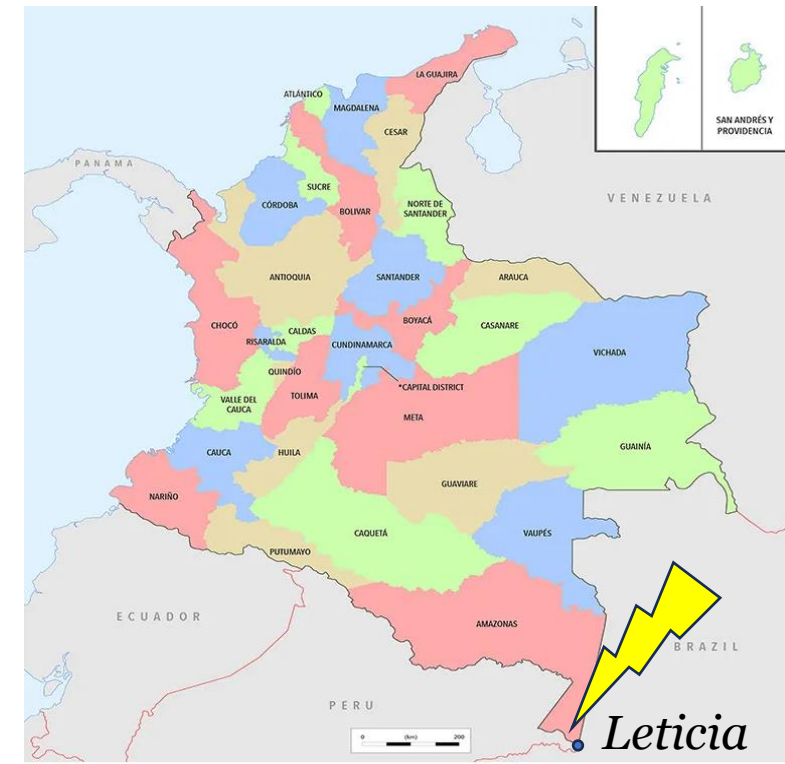 LA GUAJIRA
ATLÁNTICO
MAGDALENA
CESAR
SAN ANDRÉS Y
PROVIDENCIA
PANAMA
VENEZUELA
SUCRE
NORTE DE
SANTANDER
CÓRDOBA
BOLIVAR
ANTIOQUIA
SANTANDER
ARAUCA
CHOCÓ
CALDAS
BOYACÁ
CASANARE
RISARALDA
CUNDINAMARCA
VICHADA
QUINDÍO
*CAPITAL DISTRICT
TOLIMA
VALLE DEL
CAUCA
META
CAUCA
HUILA
GUAINÍA
GUAVIARE
NARIÑO
CAQUETÁ
VAUPÉS
PUTUMAYO
ECUADOR
AMAZONAS
BRAZIL
PERU
0 (km) 200
Leticia